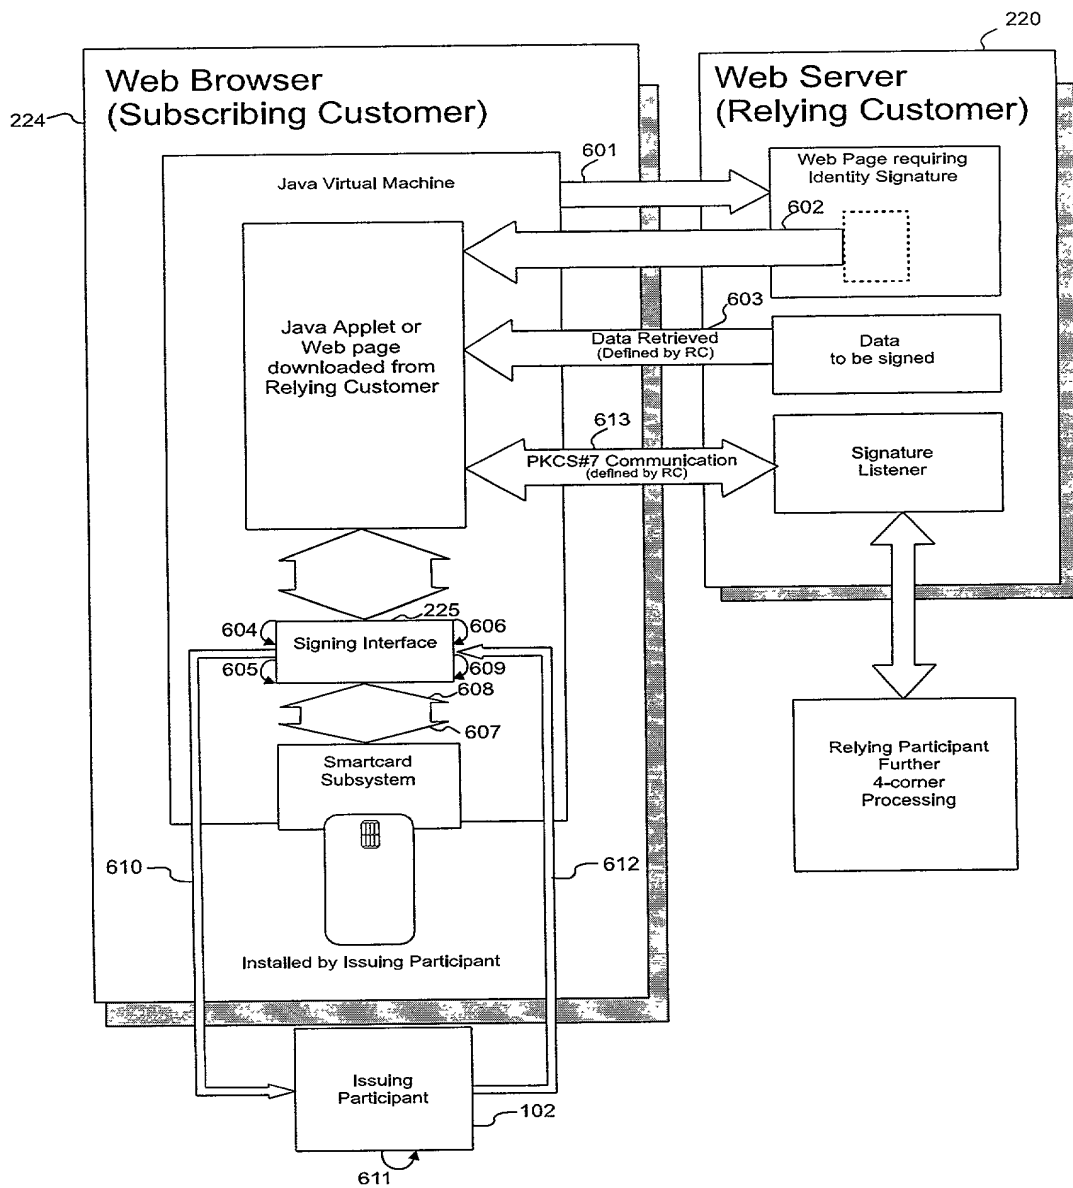 220
Web Browser
(Subscribing Customer)
224
Web Server
(Relying Customer)
Java Virtual Machine
601
Web Page requiring
Identity Signature
602
Java Applet or
Web page
downloaded from
Relying Customer
603
Data Retrieved
(Defined by RC)
Data
to be signed
613
PKCS#7 Communication
(defined by RC)
Signature
Listener
225
604
606
Signing Interface
605
609
608
607
Smartcard
Subsystem
Relying Participant
Further
4-corner
Processing
610
612
Installed by Issuing Participant
Issuing
Participant
102
611